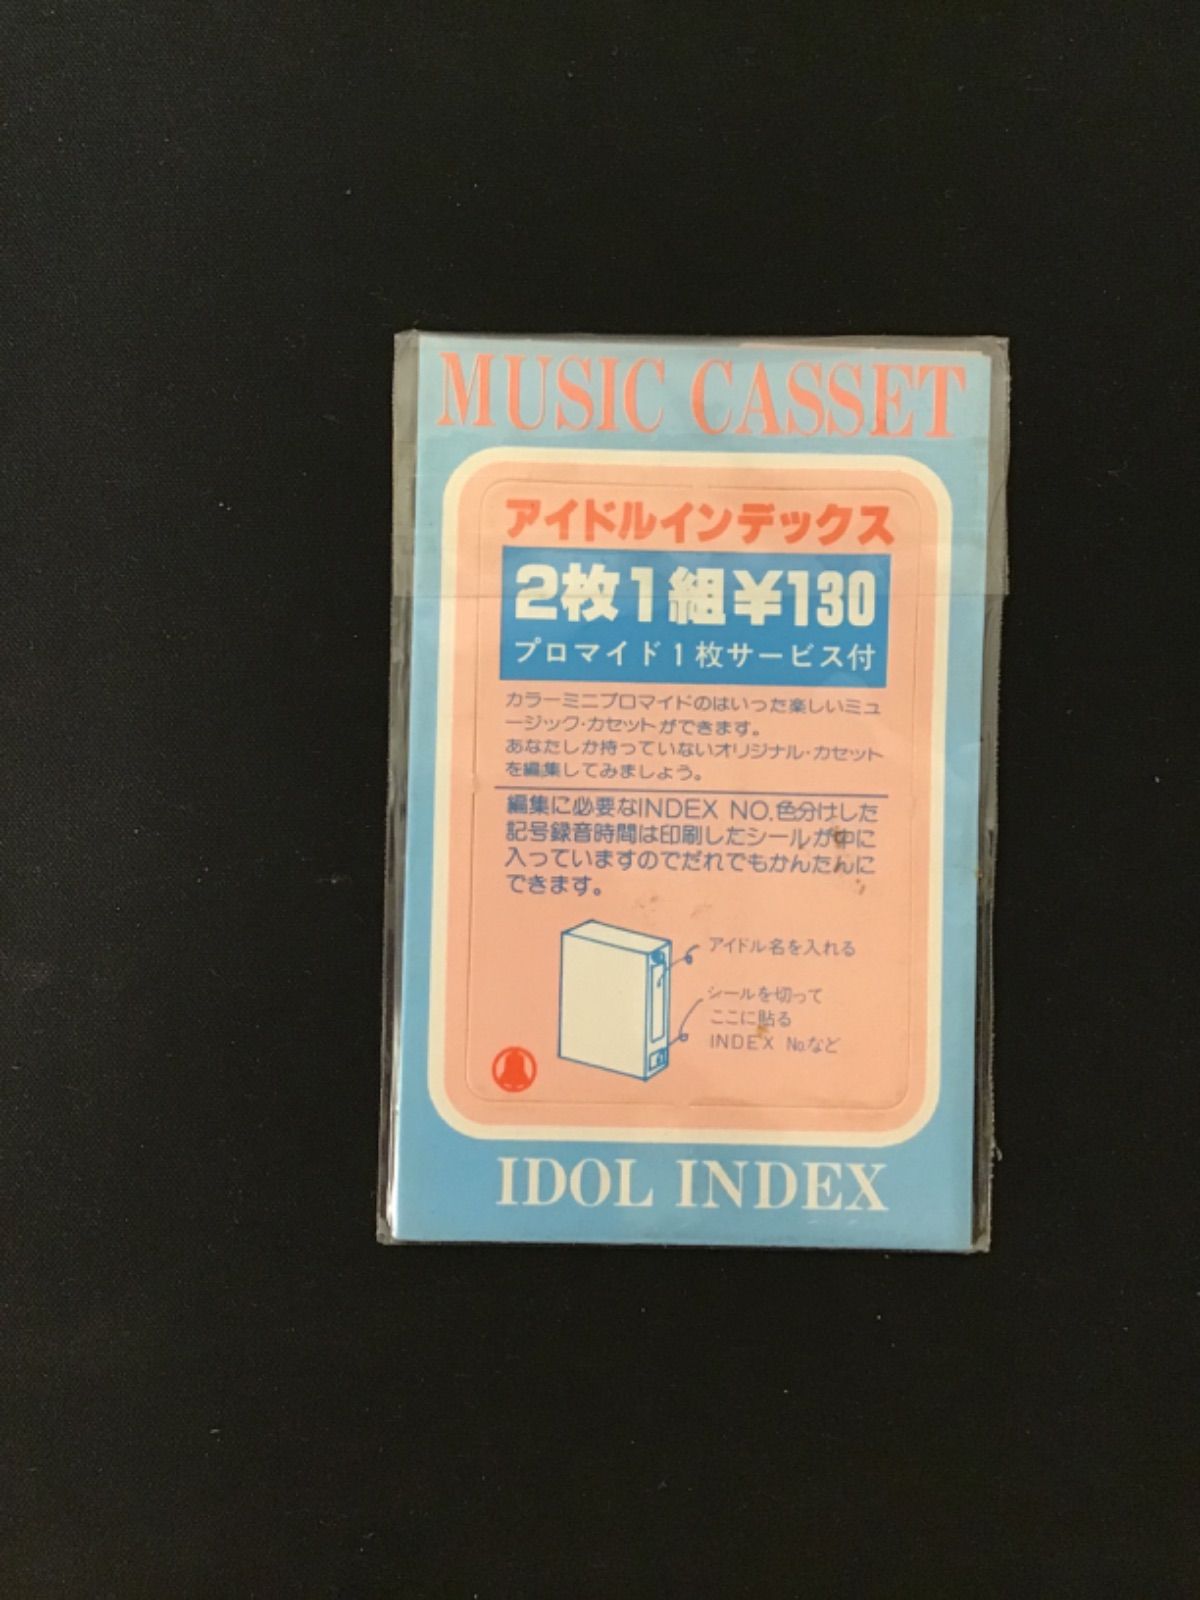 MUSIC CASSET
アイドルインデックス
2枚1組¥130
プロマイド1枚サービス付
カラーミニプロマイドのはいった楽しいミュ
ージック・カセットができます。
あなたしか持っていないオリジナル・カセット
を編集してみましょう。
編集に必要なINDEX NO.色分けした
記号録音時間は印刷したシールが中に
入っていますのでだれでもかんたんに
できます。
アイドル名を入れる
シールを切って
ここに貼る
INDEX No.など
IDOL INDEX